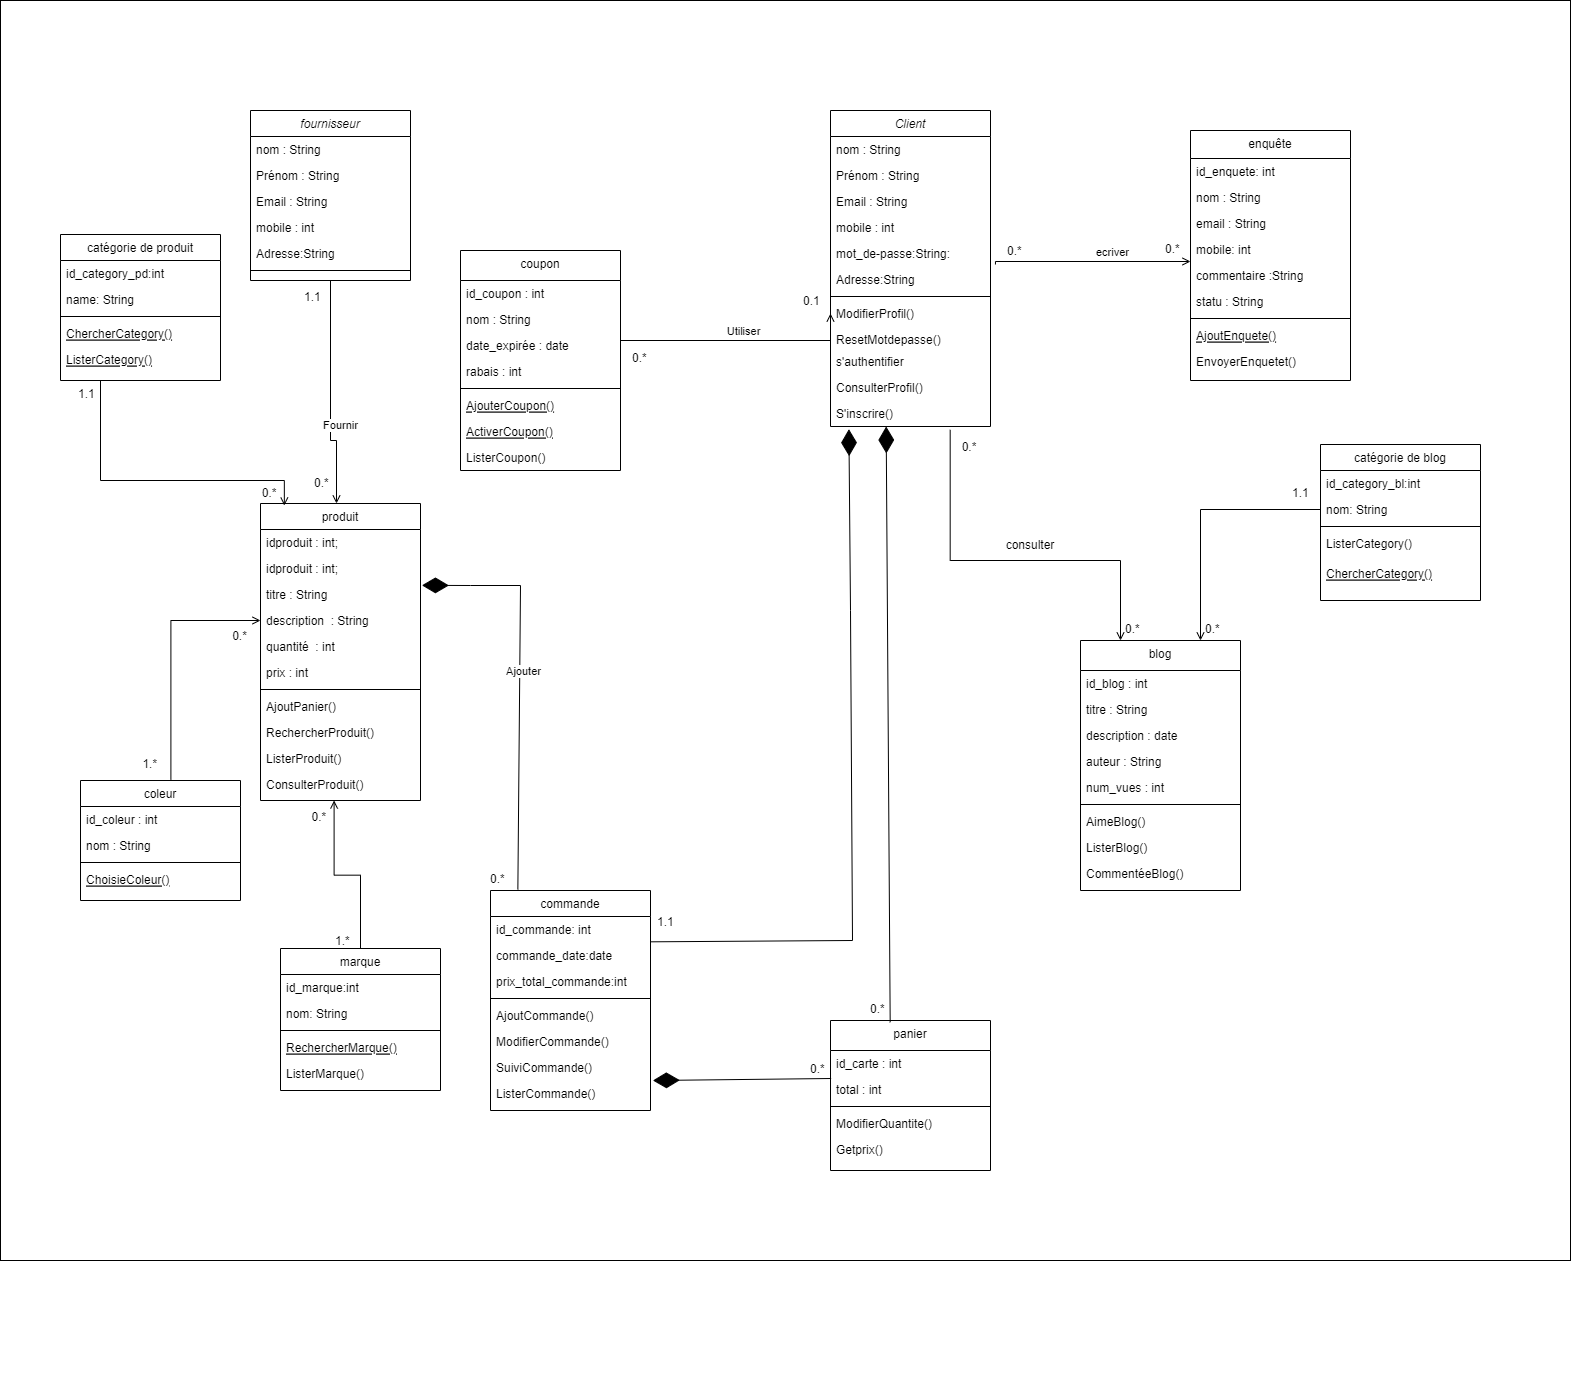 fournisseur
nom : String
Prénom : String
Email : String
mobile : int
Adresse:String
1.1
Fournir
0.*
catégorie de produit
id_category_pd:int
name: String
ChercherCategory()
ListerCategory()
1.1
0.*
coupon
id_coupon : int
nom : String
date_expirée : date
rabais : int
AjouterCoupon()
ActiverCoupon()
ListerCoupon()
0.*
Utiliser
0.1
Client
nom : String
Prénom : String
Email : String
mobile : int
mot_de-passe:String:
Adresse:String
ModifierProfil()
ResetMotdepasse()
s'authentifier
ConsulterProfil()
S'inscrire()
0.*
ecriver
0.*
enquête
id_enquete: int
nom : String
email : String
mobile: int
commentaire :String
statu : String
AjoutEnquete()
EnvoyerEnquetet()
0.*
consulter
0.*
catégorie de blog
id_category_bl:int
nom: String
ListerCategory()
ChercherCategory()
1.1
0.*
produit
idproduit : int;
idproduit : int;
titre : String
description : String
quantité : int
prix : int
AjoutPanier()
RechercherProduit()
ListerProduit()
ConsulterProduit()
0.*
1.*
Ajouter
0.*
blog
id_blog : int
titre : String
description : date
auteur : String
num_vues : int
AimeBlog()
ListerBlog()
CommentéeBlog()
coleur
id_coleur : int
nom : String
ChoisieColeur()
0.*
1.*
marque
id_marque:int
nom: String
RechercherMarque()
ListerMarque()
commande
id_commande: int
commande_date:date
prix_total_commande:int
AjoutCommande()
ModifierCommande()
SuiviCommande()
ListerCommande()
1.1
0.*
0.*
panier
id_carte : int
total : int
ModifierQuantite()
Getprix()